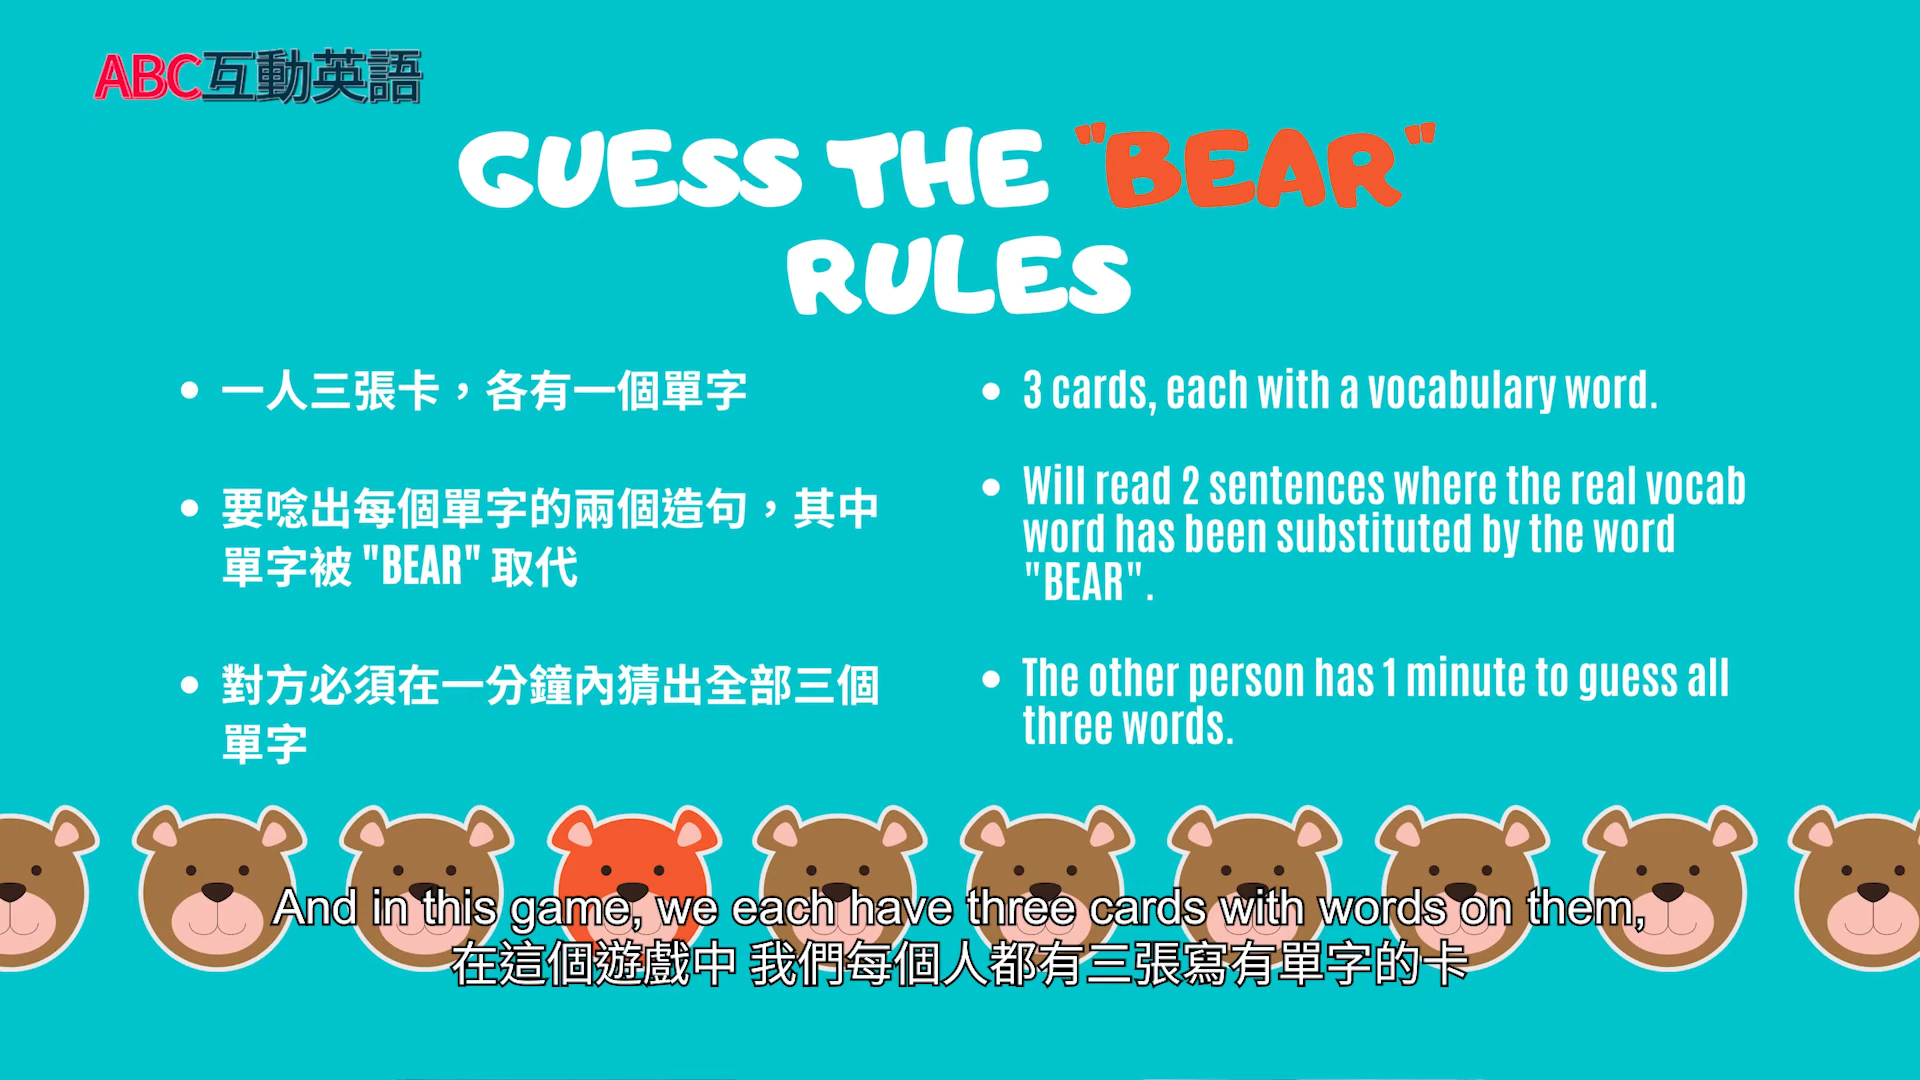 ABC互動英語
GUESS THE "BEAR"
RULES
一人三張卡，各有一個單字
要唸出每個單字的兩個造句，其中
單字被 "BEAR" 取代
對方必須在一分鐘內猜出全部三個
單字
3 cards, each with a vocabulary word.
Will read 2 sentences where the real vocab
word has been substituted by the word
"BEAR".
The other person has 1 minute to guess all
three words.
And in this game, we each have three cards with words on them,
在這個遊戲中 我們每個人都有三張寫有單字的卡